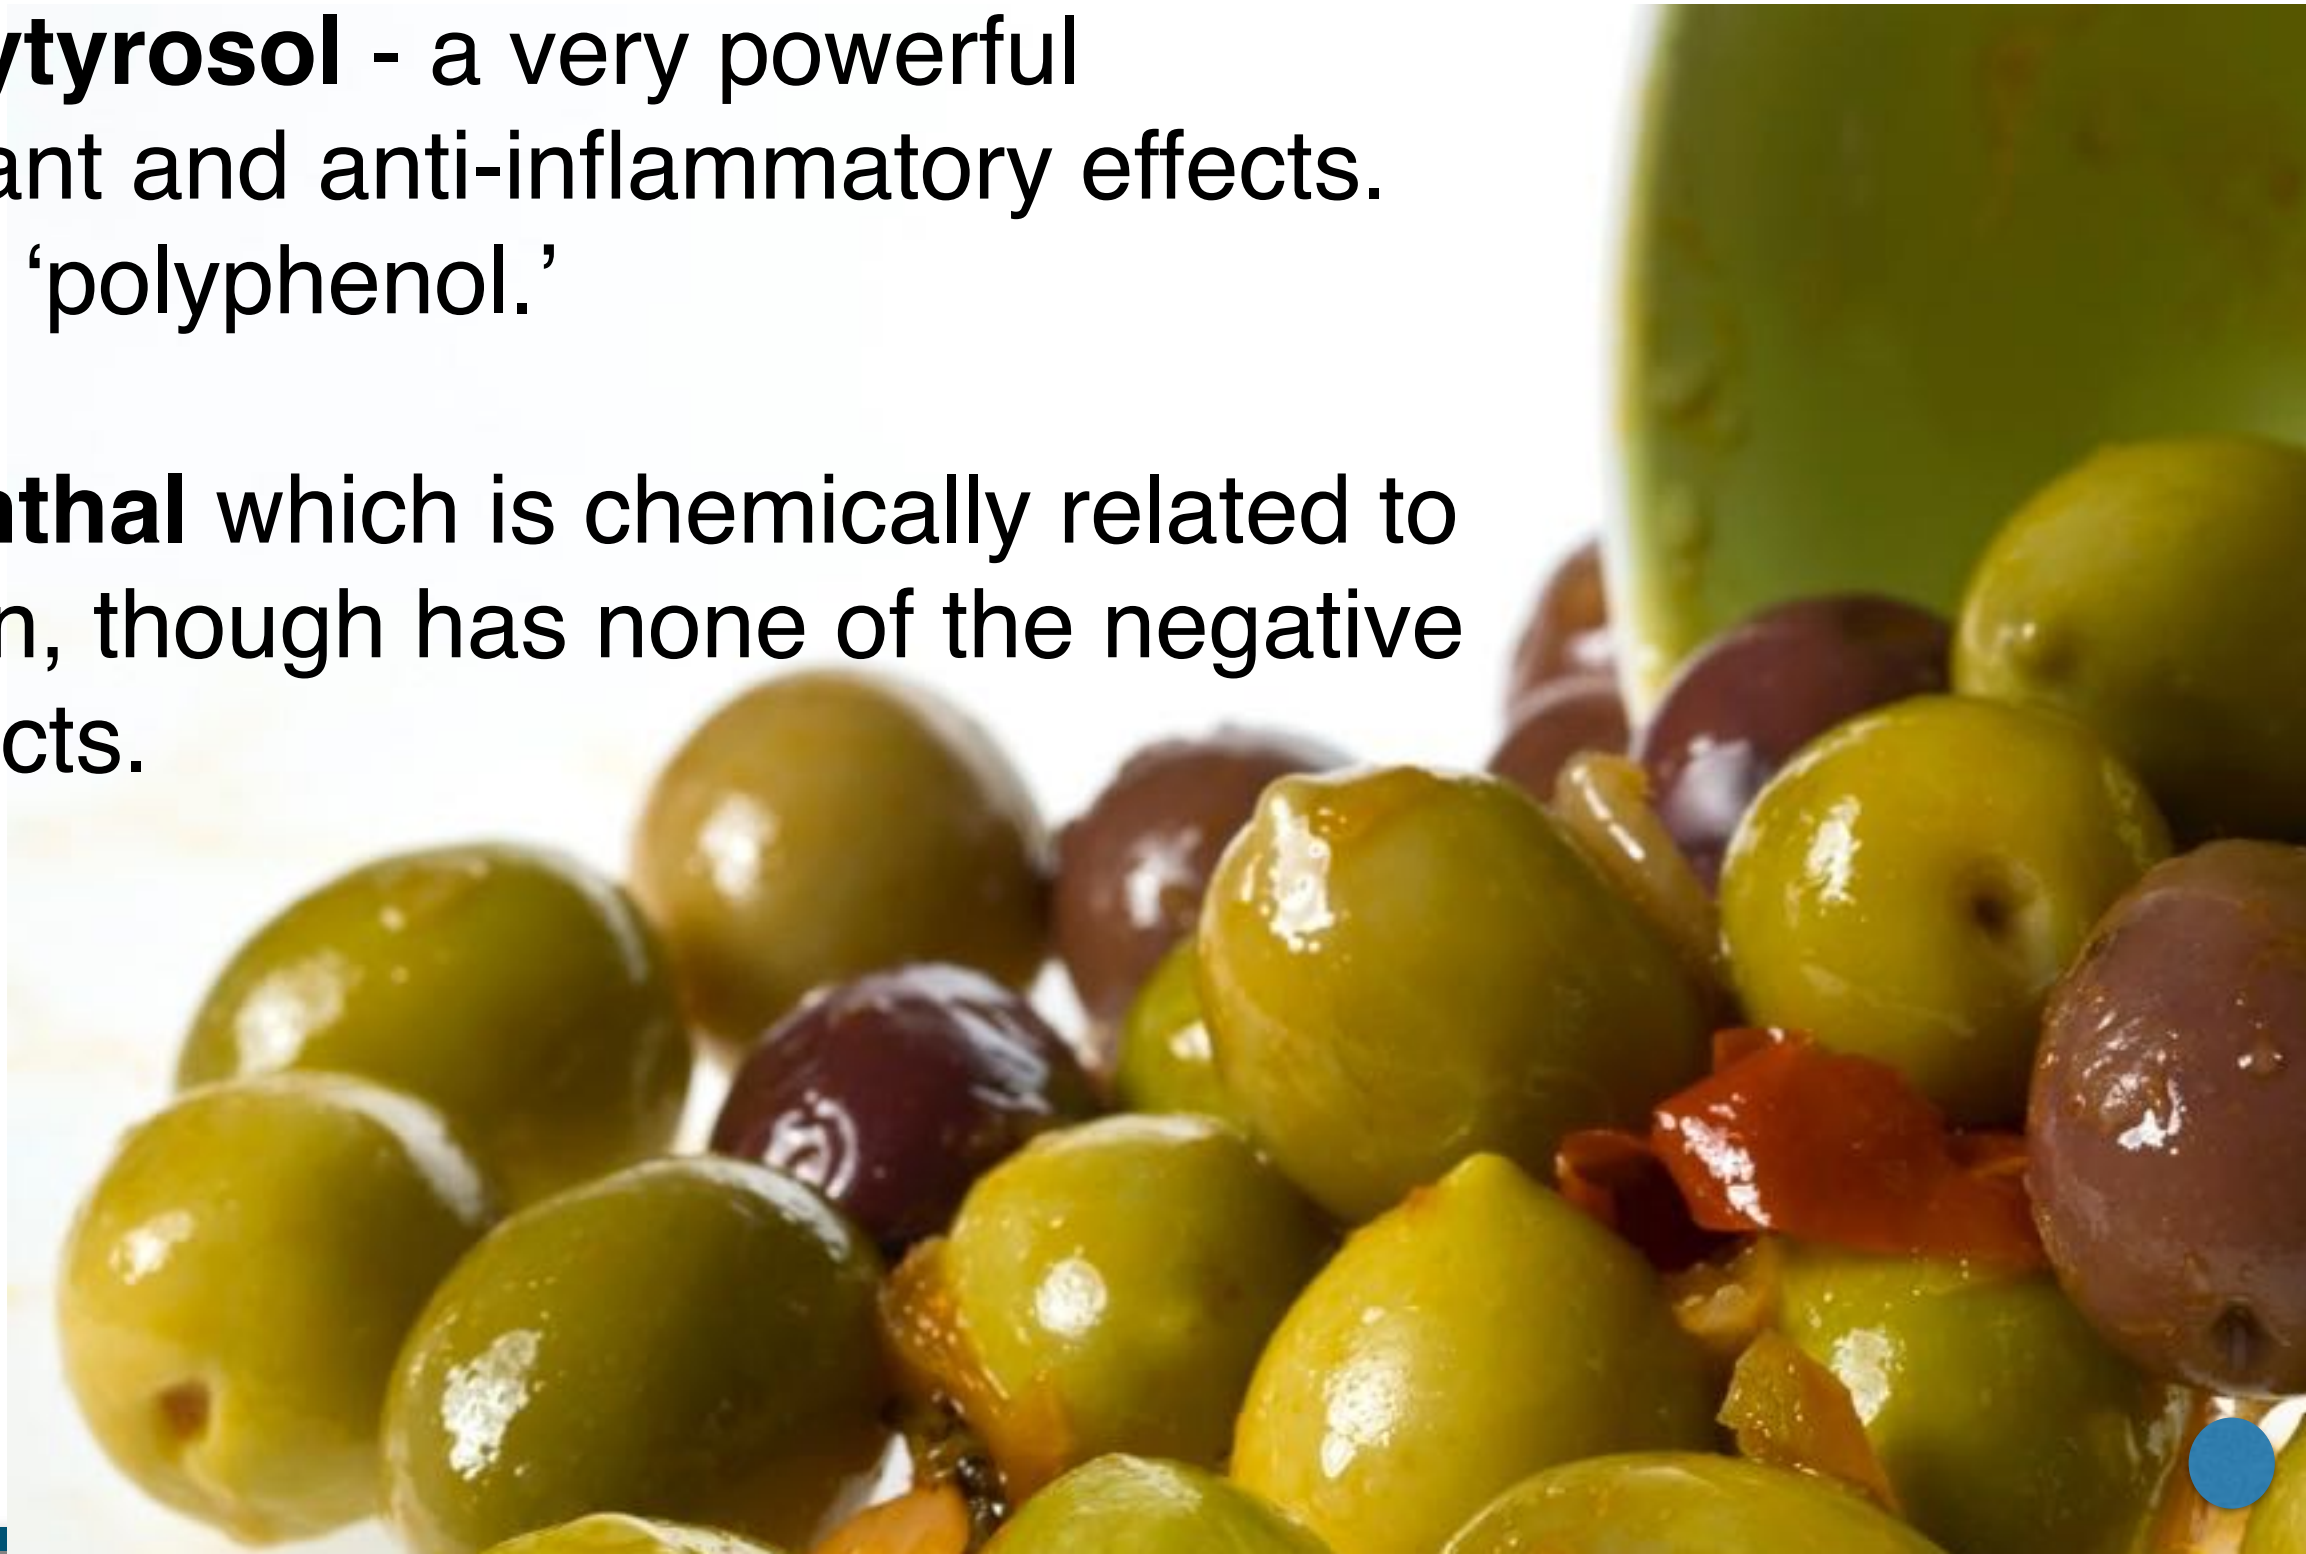 ytyrosol - a very powerful
ant and anti-inflammatory effects.
‘polyphenol.’
nthal which is chemically related to
n, though has none of the negative
cts.